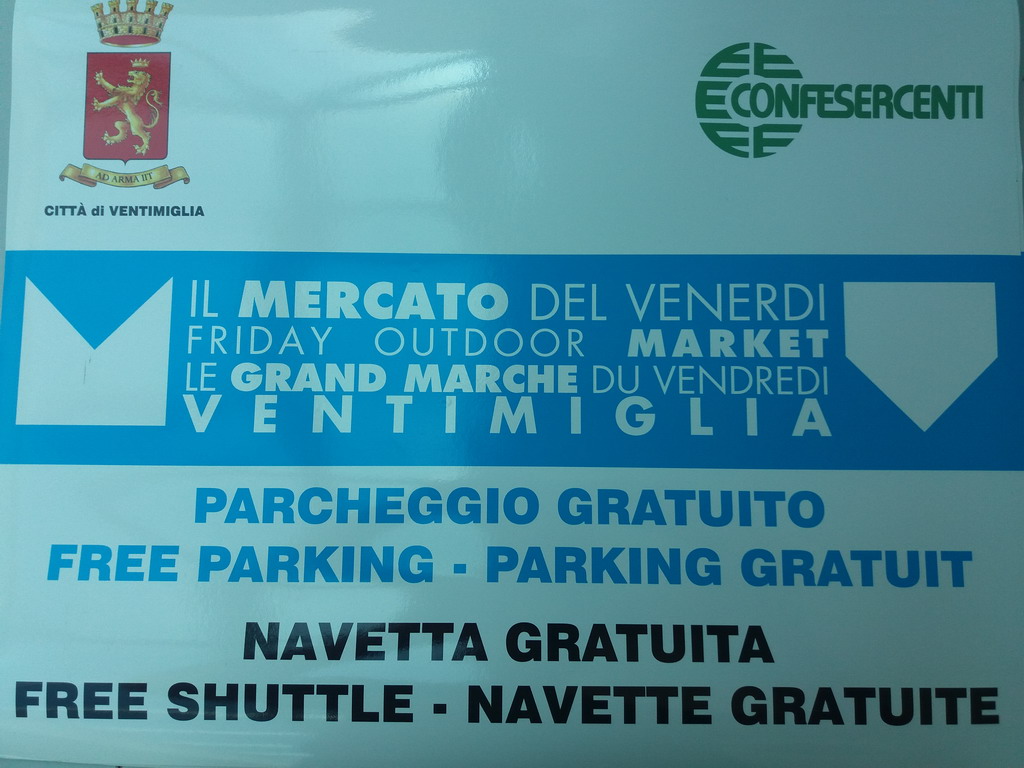 AD ARMA IIT
CITTÀ di VENTIMIGLIA
CONFESERCENTI
IL MERCATO DEL VENERDI
FRIDAY OUTDOOR MARKET
LE GRAND MARCHE DU VENDREDI
VENTIMIGLIA
PARCHEGGIO GRATUITO
FREE PARKING - PARKING GRATUIT
NAVETTA GRATUITA
FREE SHUTTLE - NAVETTE GRATUITE